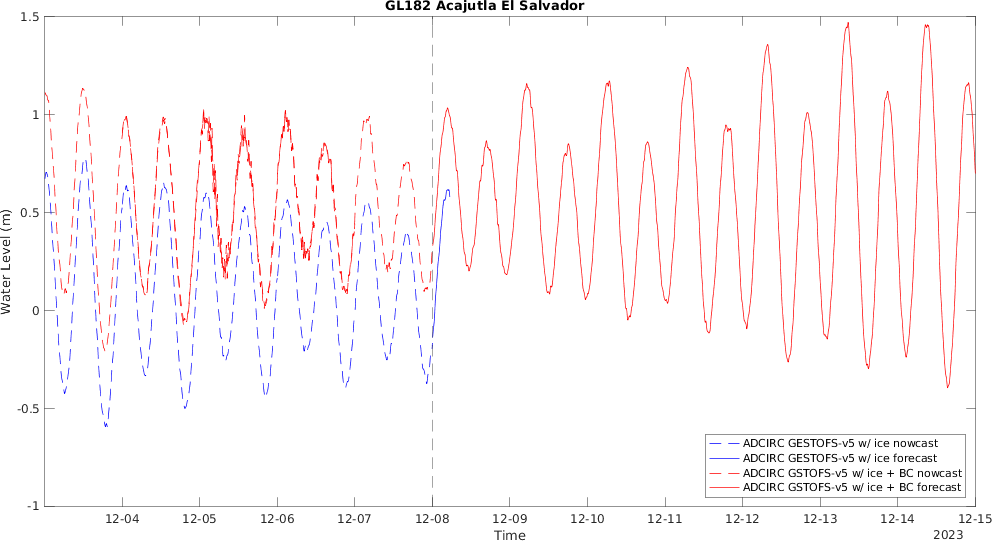 GL182 Acajutla El Salvador
Water Level (m)
1.5
1
0.5
0
-0.5
-1
12-04 12-05 12-06 12-07 12-08 12-09 12-10 12-11 12-12 12-13 12-14 12-15
Time
2023
ADCIRC GESTOFS-v5 w/ ice nowcast
ADCIRC GESTOFS-v5 w/ ice forecast
ADCIRC GSTOFS-v5 w/ ice + BC nowcast
ADCIRC GSTOFS-v5 w/ ice + BC forecast